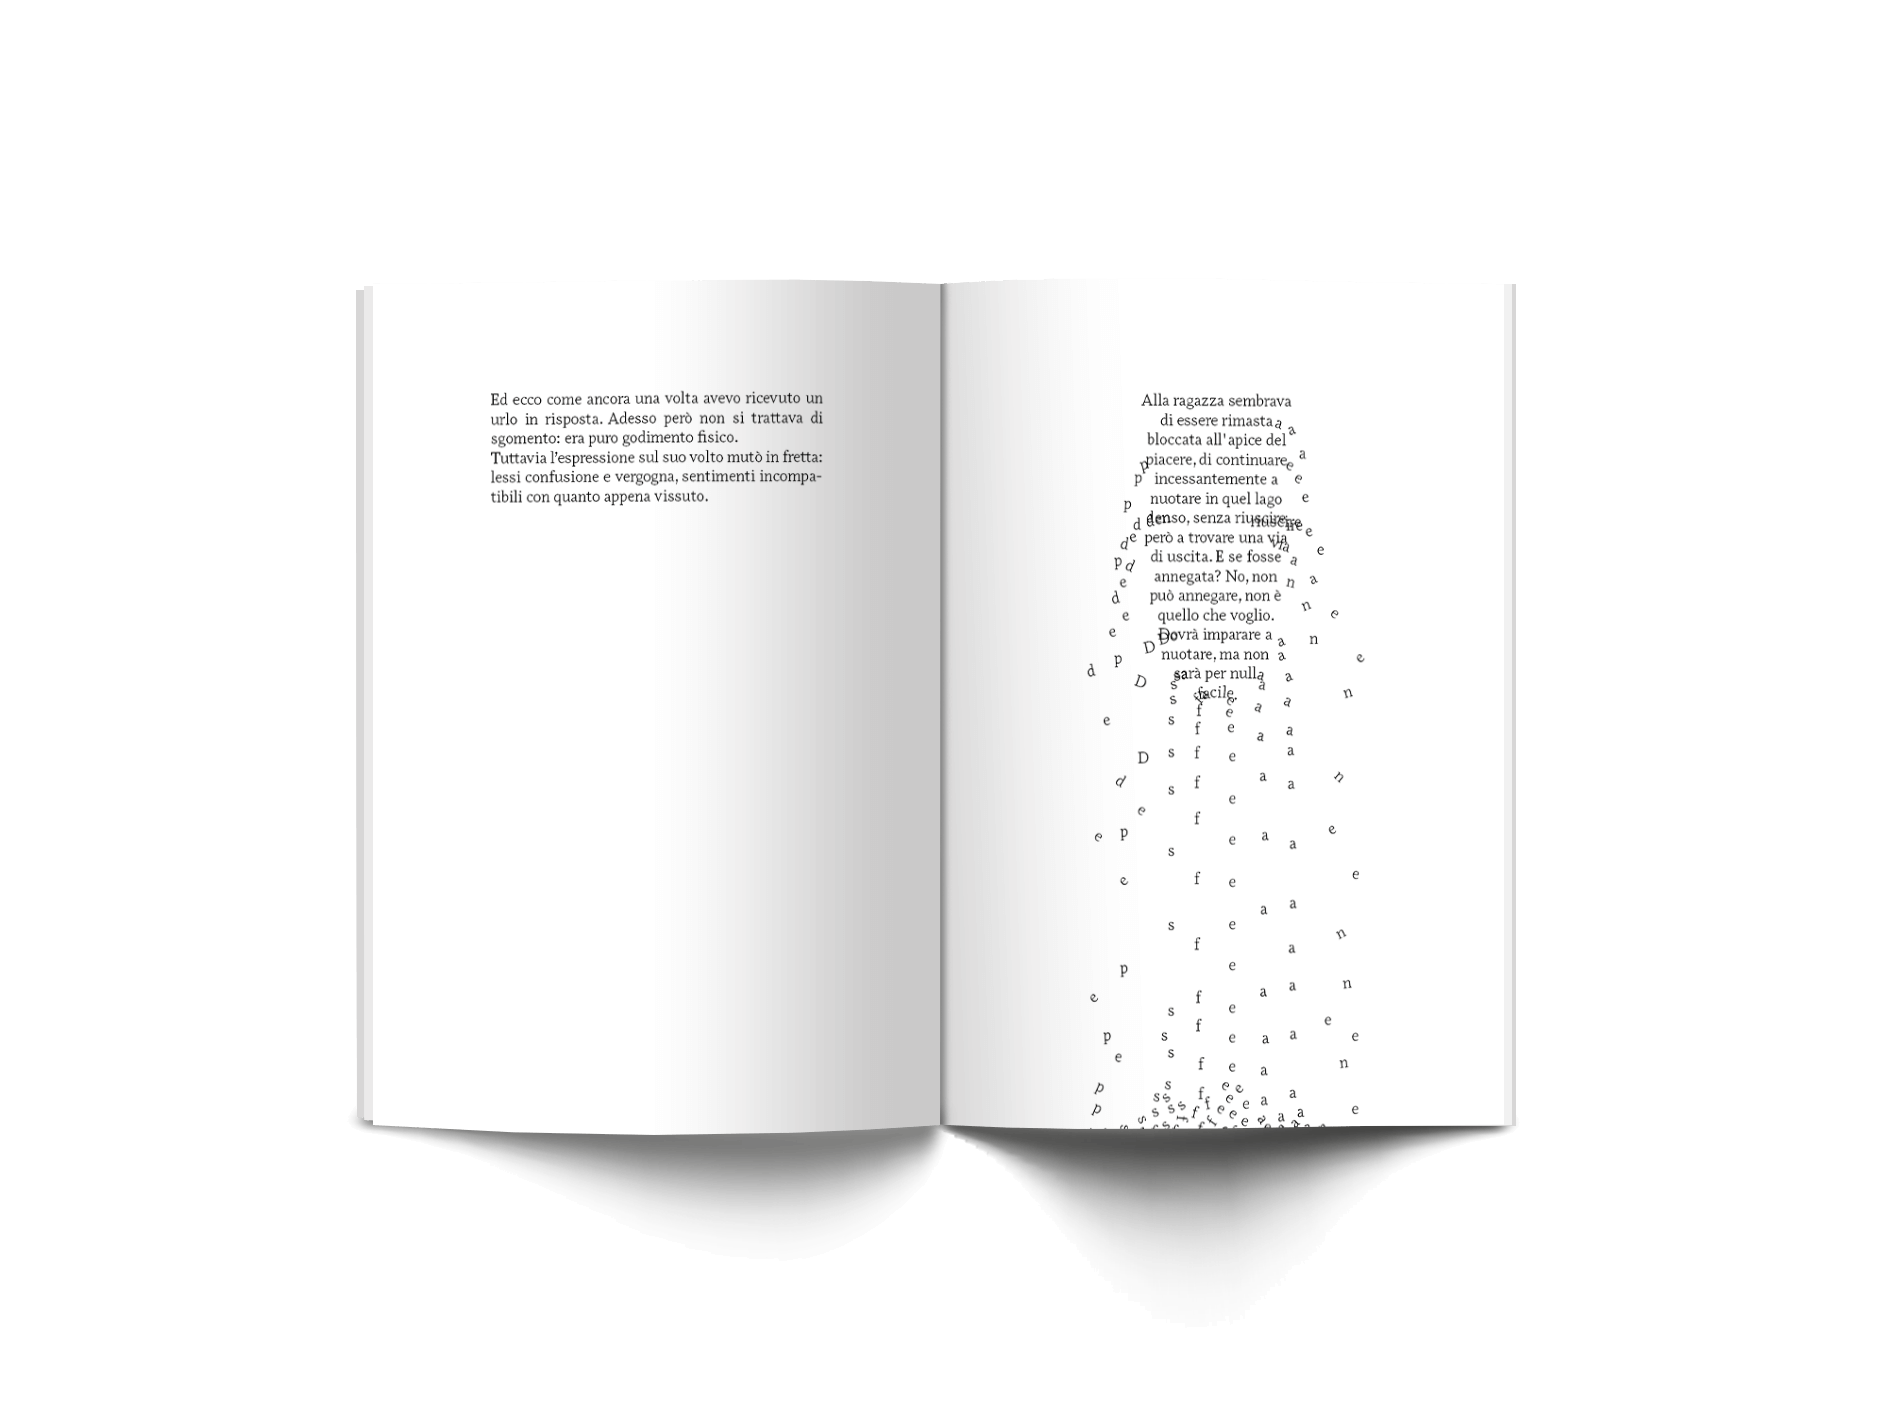 Ed ecco come ancora una volta avevo ricevuto un
urlo in risposta. Adesso però non si trattava di
sgomento: era puro godimento fisico.
Tuttavia l'espressione sul suo volto mutò in fretta:
lessi confusione e vergogna, sentimenti incompa-
tibili con quanto appena vissuto.
Alla ragazza sembrava
di essere rimasta
bloccata all'apice del
piacere, di continuare
incessantemente a
nuotare in quel lago
denso, senza riuscire
però a trovare una via
di uscita. E se fosse
annegata? No, non
può annegare, non è
quello che voglio.
Dovrà imparare a
nuotare, ma non
sarà per nulla
facile.